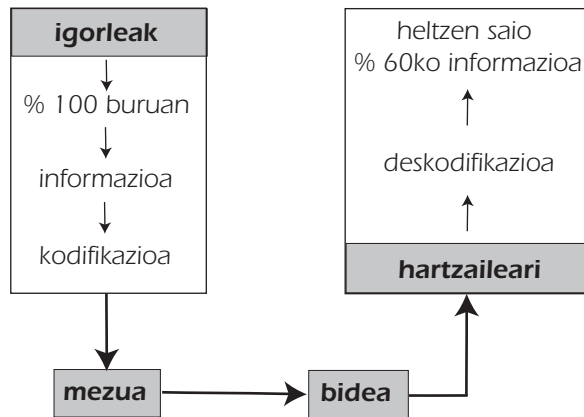 igorleak
% 100 buruan
informazioa
kodifikazioa
mezua
bidea
hartzaileari
deskodifikazioa
heltzen saio
% 60ko informazioa